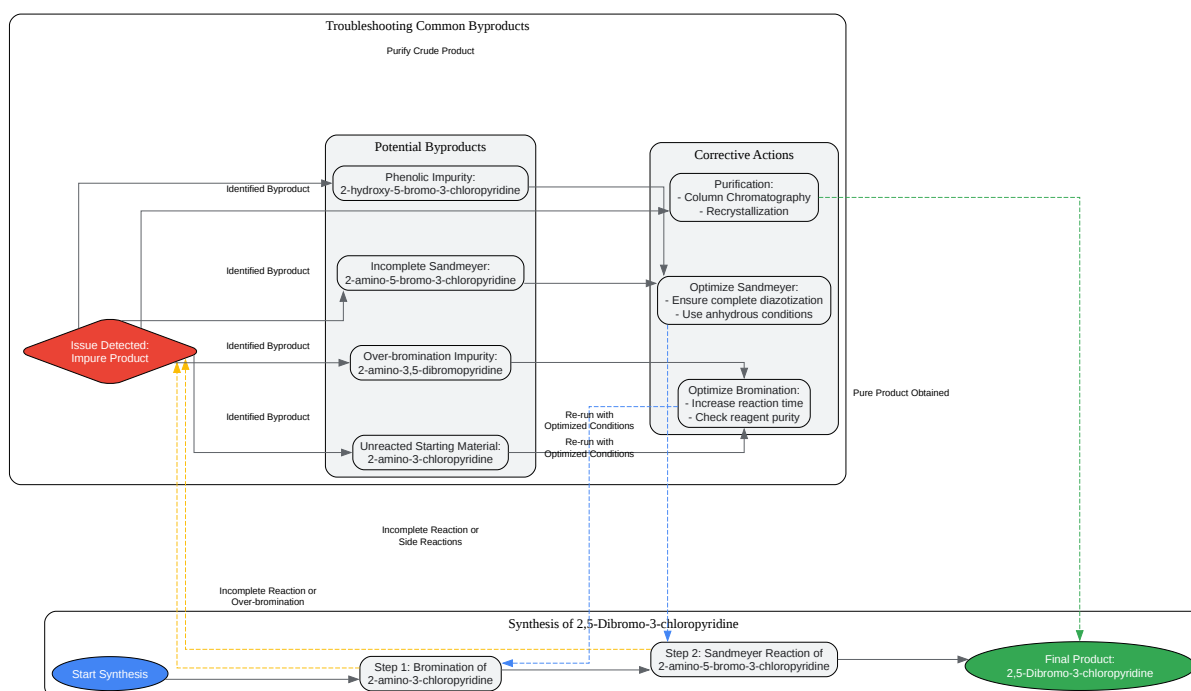 Troubleshooting Common Byproducts
Purify Crude Product
Potential Byproducts
Corrective Actions
Phenolic Impurity:
2-hydroxy-5-bromo-3-chloropyridine
Purification:
- Column Chromatography
- Recrystallization
Identified Byproduct
Identified Byproduct
Incomplete Sandmeyer:
2-amino-5-bromo-3-chloropyridine
Optimize Sandmeyer:
- Ensure complete diazotization
- Use anhydrous conditions
Issue Detected:
Impure Product
Identified Byproduct
Over-bromination Impurity:
2-amino-3,5-dibromopyridine
Optimize Bromination:
- Increase reaction time
- Check reagent purity
Pure Product Obtained
Identified Byproduct
Re-run with
Optimized Conditions
Re-run with
Optimized Conditions
Unreacted Starting Material:
2-amino-3-chloropyridine
Incomplete Reaction or
Side Reactions
Incomplete Reaction or
Over-bromination
Synthesis of 2,5-Dibromo-3-chloropyridine
Start Synthesis
Step 1: Bromination of
2-amino-3-chloropyridine
Step 2: Sandmeyer Reaction of
2-amino-5-bromo-3-chloropyridine
Final Product:
2,5-Dibromo-3-chloropyridine